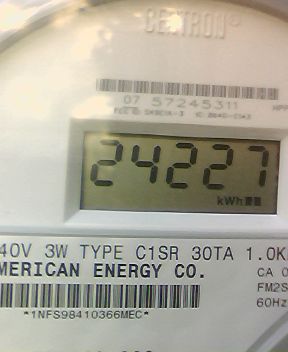 CENTRON®
07 57245311
24227
kWh
40V 3W TYPE C1SR 30TA 1.0K
MERICAN ENERGY CO.
CA 0
FM2S
60Hz
*1NFS98410366MEC*